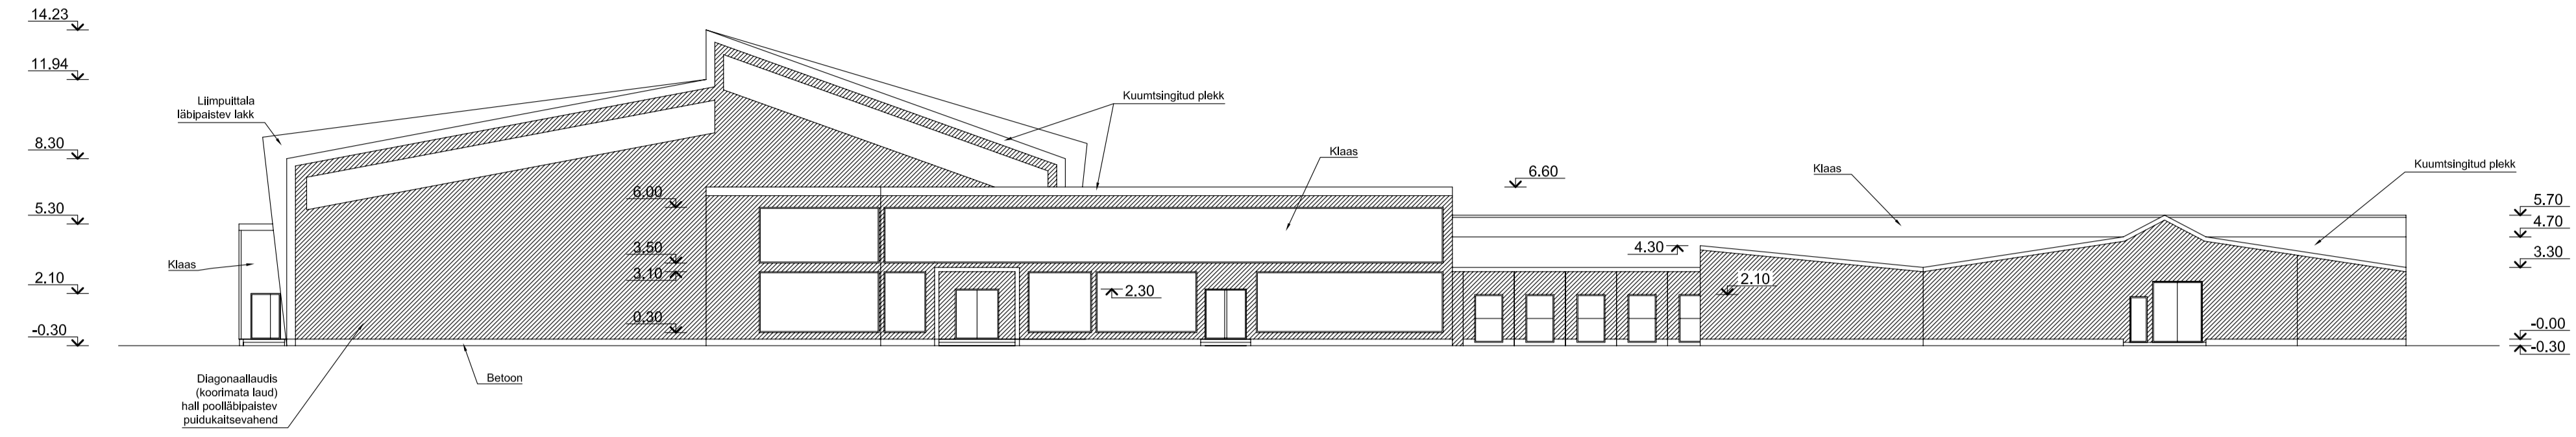 14.23
11.94
8.30
5.30
2.10
-0.30
Liimpuittala
läbipaistev lakk
Klaas
Diagonaallaudis
(koorimata laud)
hall poolläbipaistev
puidukaitsevahend
Betoon
6.00
3.50
3.10
0.30
Kuumtsingitud plekk
Klaas
2.30
6.60
4.30
2.10
Klaas
Kuumtsingitud plekk
5.70
4.70
3.30
-0.00
-0.30